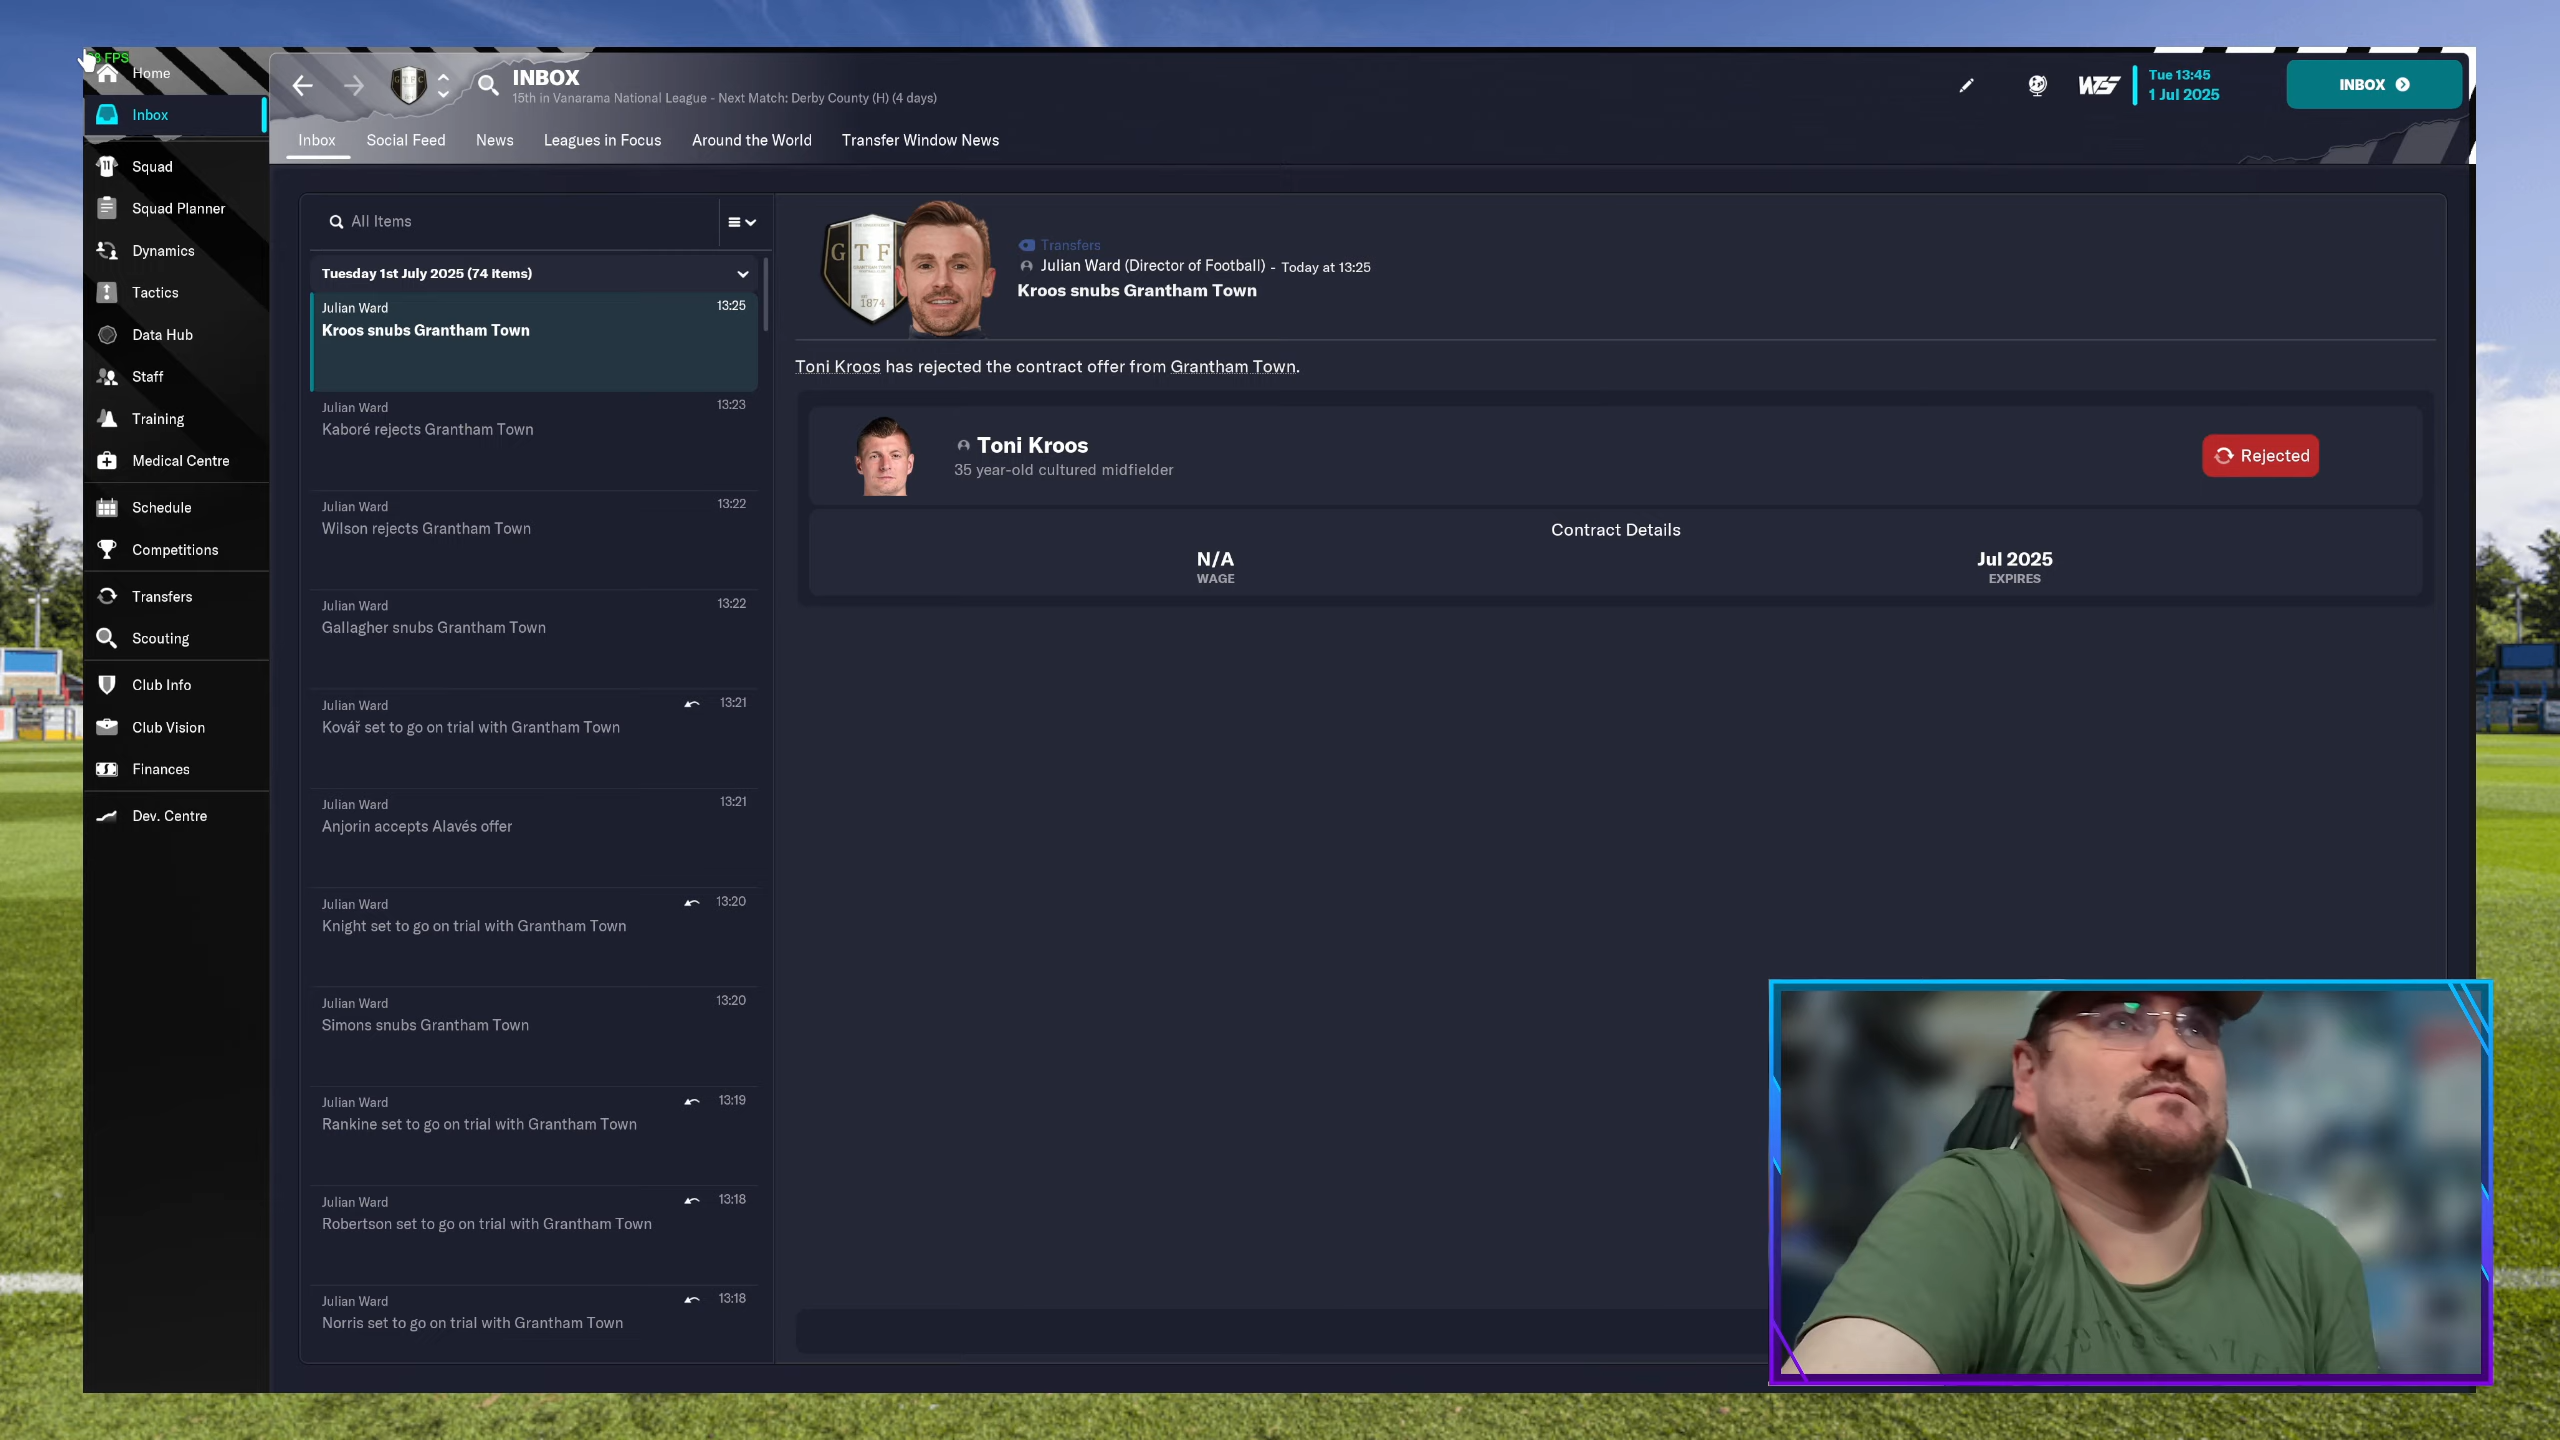 FPS
Home
Inbox
Squad
Squad Planner
Dynamics
Tactics
Data Hub
Staff
Training
Medical Centre
Schedule
Competitions
Transfers
Scouting
Club Info
Club Vision
Finances
Dev. Centre
INBOX
15th in Vanarama National League - Next Match: Derby County (H) (4 days)
Tue 13:45
1 Jul 2025
INBOX
Inbox Social Feed News Leagues in Focus Around the World Transfer Window News
All Items
Tuesday 1st July 2025 (74 items)
Julian Ward 13:25
Kroos snubs Grantham Town
Julian Ward 13:23
Kaboré rejects Grantham Town
Julian Ward 13:22
Wilson rejects Grantham Town
Julian Ward 13:22
Gallagher snubs Grantham Town
Julian Ward 13:21
Kovář set to go on trial with Grantham Town
Julian Ward 13:21
Anjorin accepts Alavés offer
Julian Ward 13:20
Knight set to go on trial with Grantham Town
Julian Ward 13:20
Simons snubs Grantham Town
Julian Ward 13:19
Rankine set to go on trial with Grantham Town
Julian Ward 13:18
Robertson set to go on trial with Grantham Town
Julian Ward 13:18
Norris set to go on trial with Grantham Town
G T F
1874
Transfers
Julian Ward (Director of Football) - Today at 13:25
Kroos snubs Grantham Town
Toni Kroos has rejected the contract offer from Grantham Town.
Toni Kroos
35 year-old cultured midfielder
Rejected
Contract Details
N/A
WAGE
Jul 2025
EXPIRES